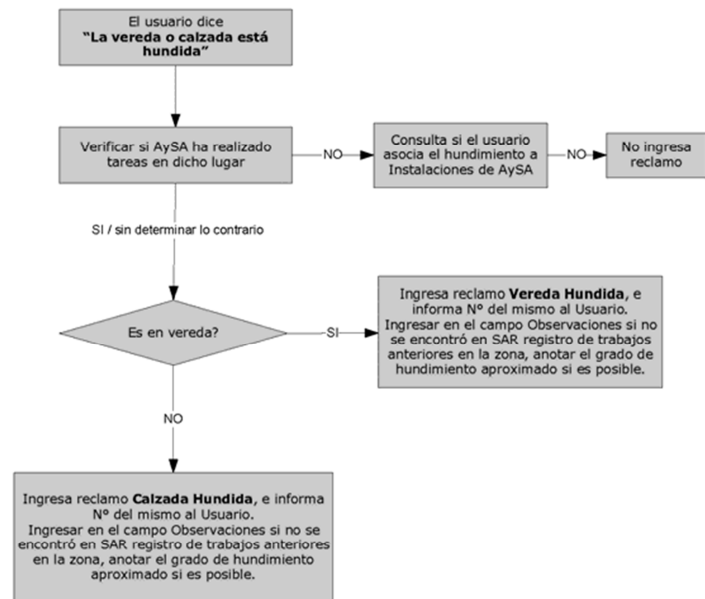 El usuario dice
“La vereda o calzada está
hundida”
Verificar si AySA ha realizado
tareas en dicho lugar
NO
Consulta si el usuario
asocia el hundimiento a
Instalaciones de AySA
NO
No ingresa
reclamo
SI / sin determinar lo contrario
Es en vereda?
SI
Ingresa reclamo Vereda Hundida, e
informa N° del mismo al Usuario.
Ingresar en el campo Observaciones si no
se encontró en SAR registro de trabajos
anteriores en la zona, anotar el grado de
hundimiento aproximado si es posible.
NO
Ingresa reclamo Calzada Hundida, e informa
N° del mismo al Usuario.
Ingresar en el campo Observaciones si no se
encontró en SAR registro de trabajos anteriores
en la zona, anotar el grado de hundimiento
aproximado si es posible.